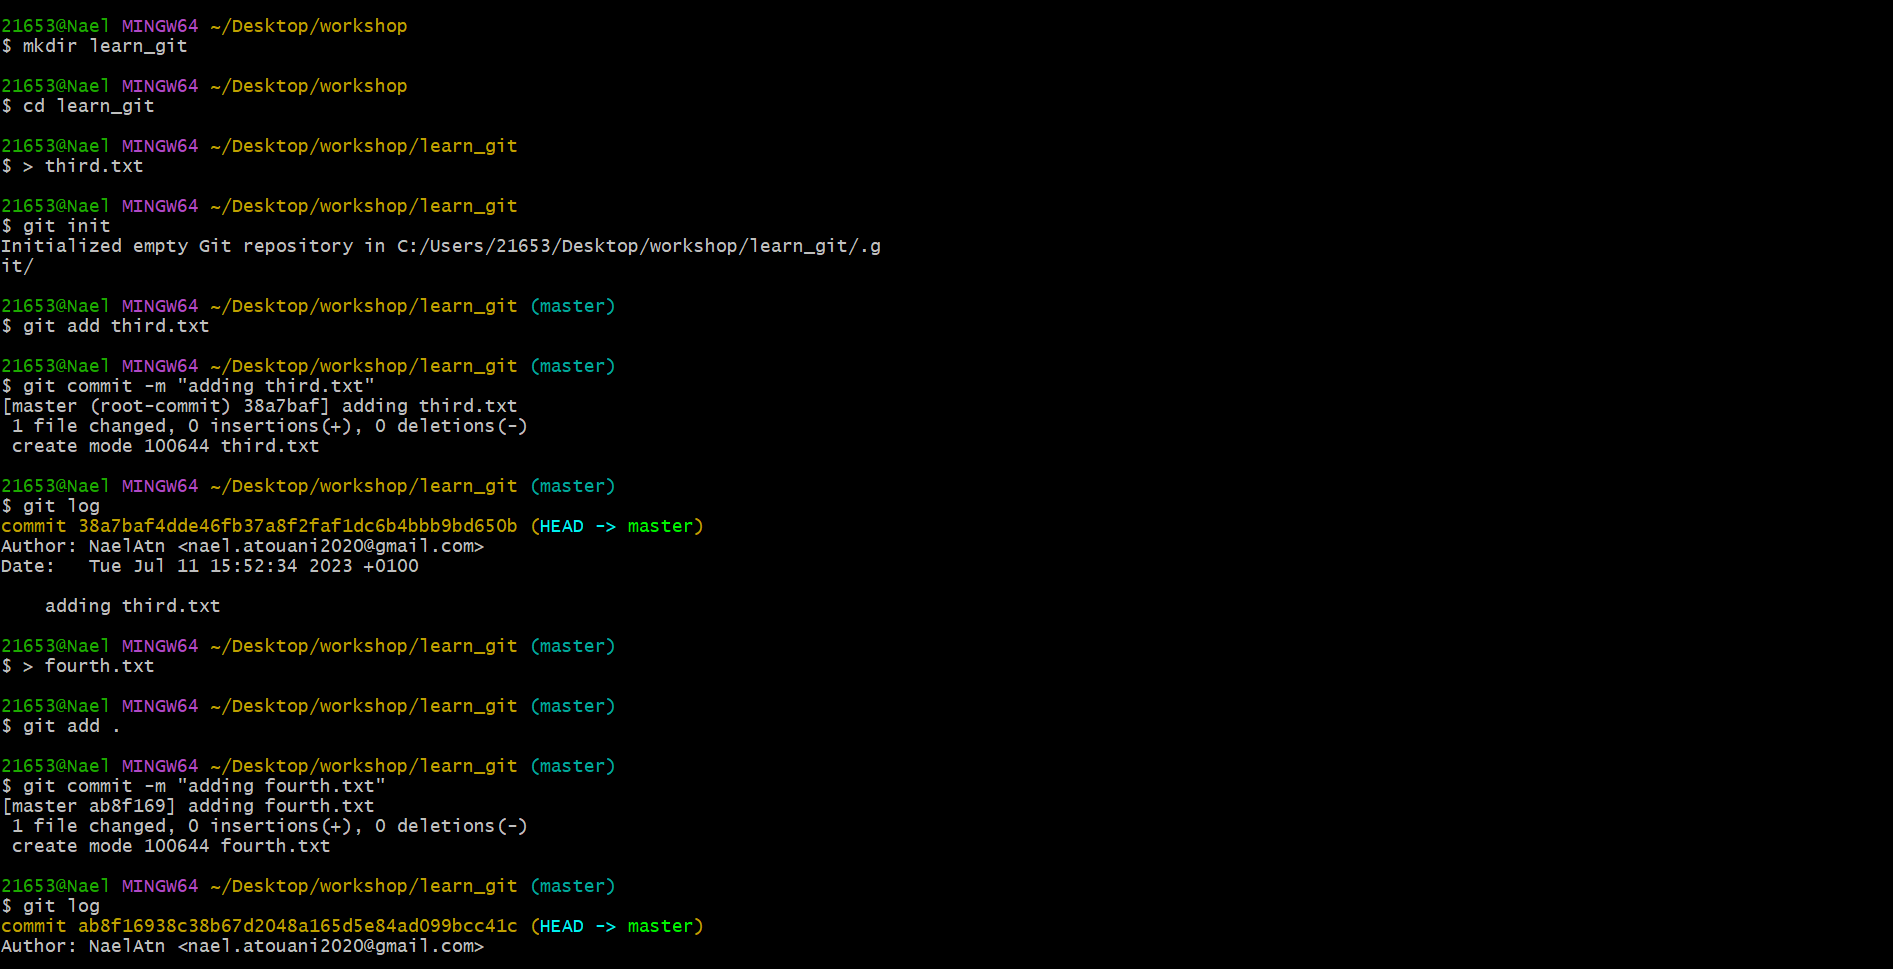 21653@Nael MINGW64 ~/Desktop/workshop
$ mkdir learn_git
21653@Nael MINGW64 ~/Desktop/workshop
$ cd learn_git
21653@Nael MINGW64 ~/Desktop/workshop/learn_git
$ > third.txt
21653@Nael MINGW64 ~/Desktop/workshop/learn_git
$ git init
Initialized empty Git repository in C:/Users/21653/Desktop/workshop/learn_git/.g
it/
21653@Nael MINGW64 ~/Desktop/workshop/learn_git (master)
$ git add third.txt
21653@Nael MINGW64 ~/Desktop/workshop/learn_git (master)
$ git commit -m "adding third.txt"
[master (root-commit) 38a7baf] adding third.txt
 1 file changed, 0 insertions(+), 0 deletions(-)
 create mode 100644 third.txt
21653@Nael MINGW64 ~/Desktop/workshop/learn_git (master)
$ git log
commit 38a7baf4dde46fb37a8f2faf1dc6b4bbb9bd650b (HEAD -> master)
Author: NaelAtn <nael.atouani2020@gmail.com>
Date:   Tue Jul 11 15:52:34 2023 +0100
    adding third.txt
21653@Nael MINGW64 ~/Desktop/workshop/learn_git (master)
$ > fourth.txt
21653@Nael MINGW64 ~/Desktop/workshop/learn_git (master)
$ git add .
21653@Nael MINGW64 ~/Desktop/workshop/learn_git (master)
$ git commit -m "adding fourth.txt"
[master ab8f169] adding fourth.txt
 1 file changed, 0 insertions(+), 0 deletions(-)
 create mode 100644 fourth.txt
21653@Nael MINGW64 ~/Desktop/workshop/learn_git (master)
$ git log
commit ab8f16938c38b67d2048a165d5e84ad099bcc41c (HEAD -> master)
Author: NaelAtn <nael.atouani2020@gmail.com>